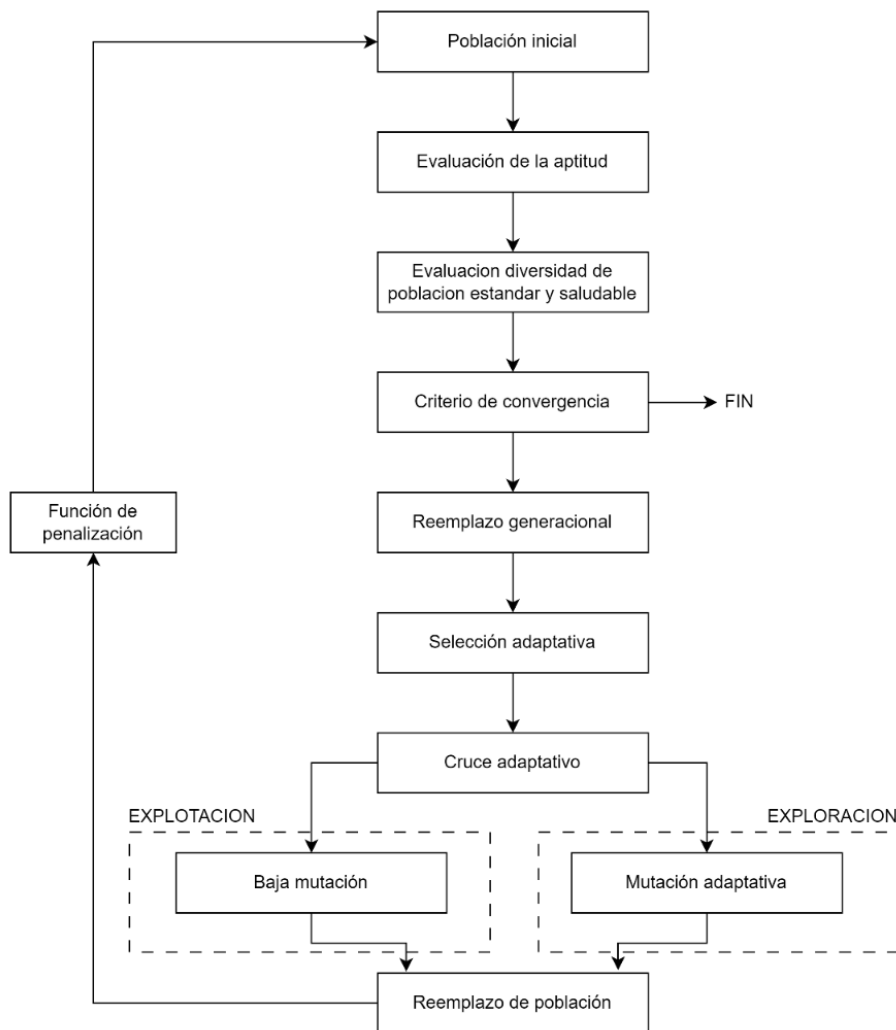 Población inicial
Evaluación de la aptitud
Evaluacion diversidad de
poblacion estandar y saludable
Criterio de convergencia
FIN
Función de
penalización
Reemplazo generacional
Selección adaptativa
Cruce adaptativo
EXPLOTACION
EXPLORACION
Baja mutación
Mutación adaptativa
Reemplazo de población